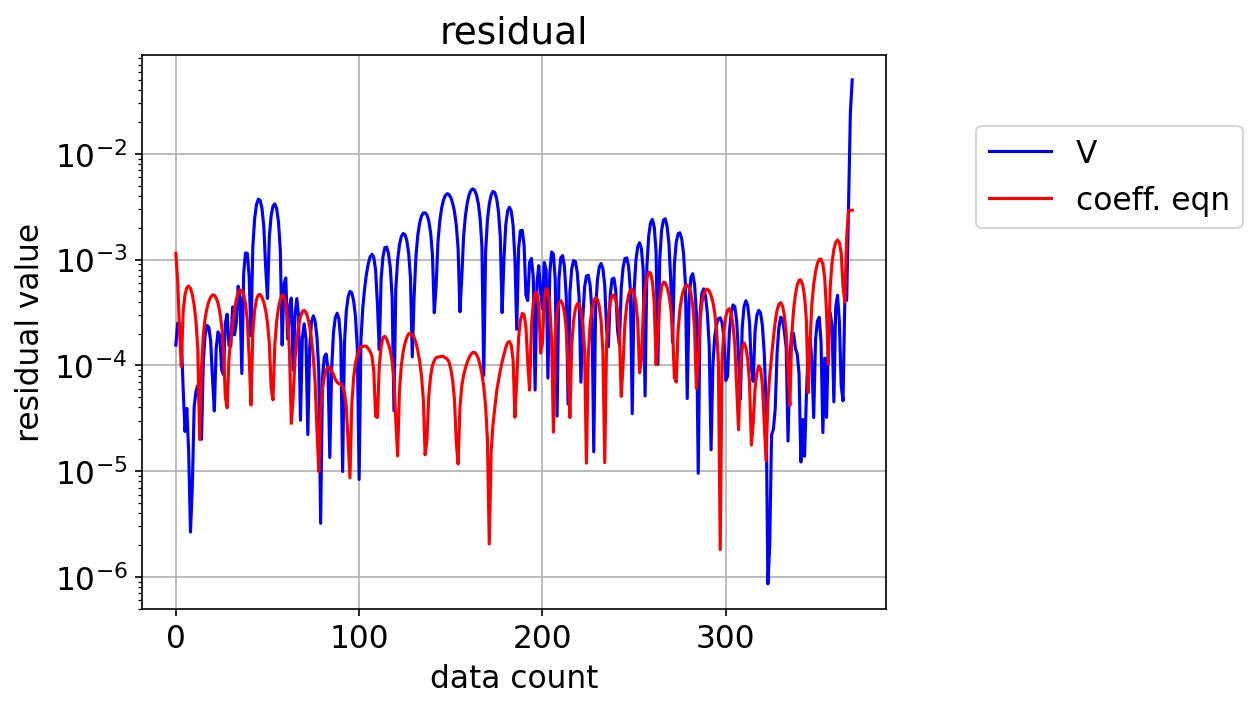 residual
residual value
10⁻²
10⁻³
10⁻⁴
10⁻⁵
10⁻⁶
0 100 200 300
data count
V
coeff. eqn